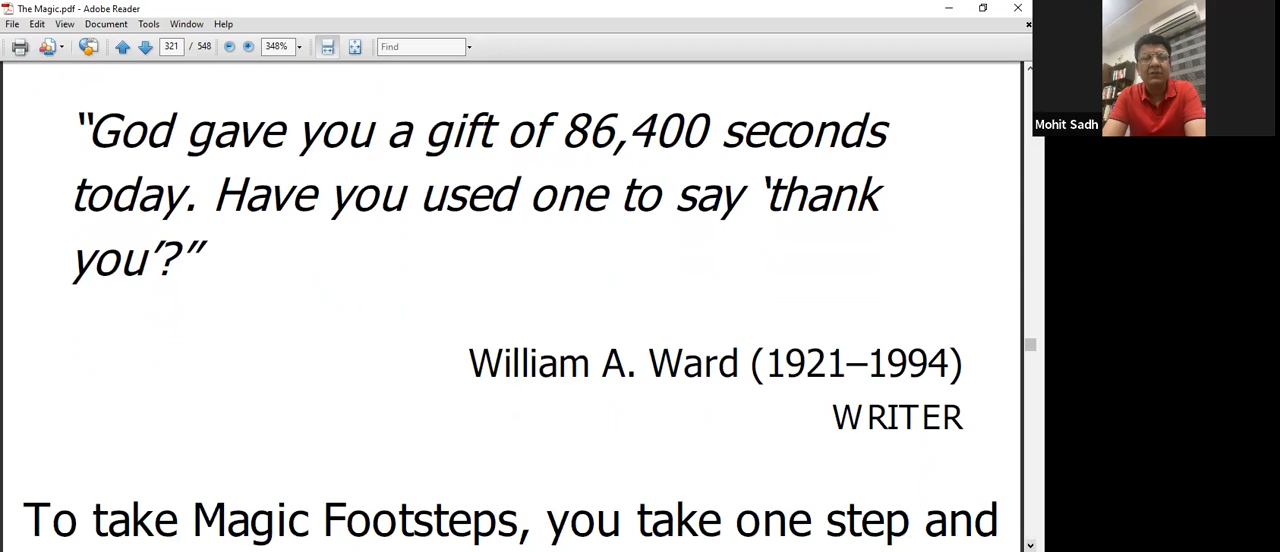 The Magic.pdf - Adobe Reader
File Edit View Document Tools Window Help
321 / 548 348% Find
“God gave you a gift of 86,400 seconds
today. Have you used one to say ‘thank
you’?”
William A. Ward (1921–1994)
WRITER
To take Magic Footsteps, you take one step and
Mohit Sadh